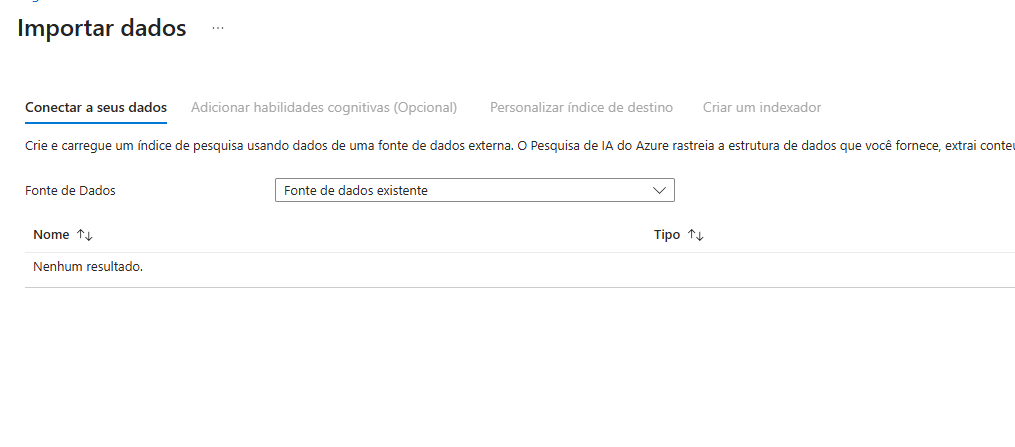 Importar dados ...
Conectar a seus dados Adicionar habilidades cognitivas (Opcional) Personalizar índice de destino Criar um indexador
Crie e carregue um índice de pesquisa usando dados de uma fonte de dados externa. O Pesquisa de IA do Azure rastreia a estrutura de dados que você fornece, extrai
Fonte de Dados Fonte de dados existente
Nome Tipo
Nenhum resultado.